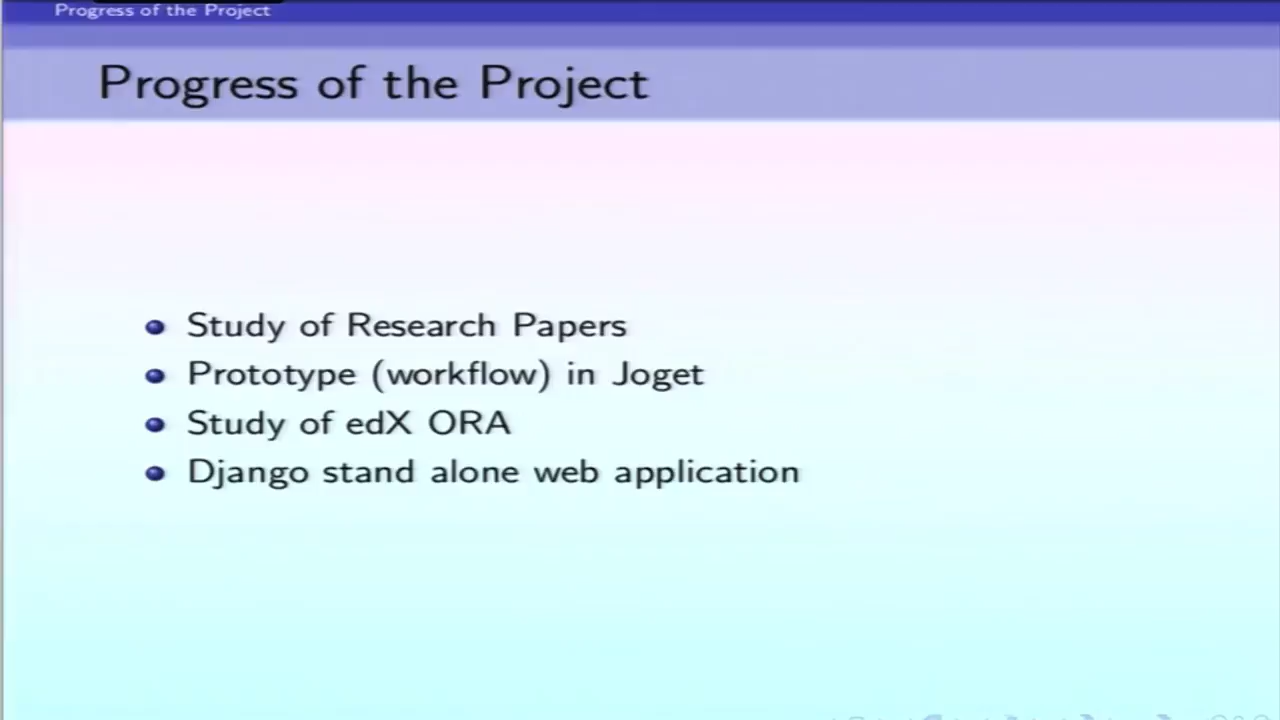 Progress of the Project
Progress of the Project
Study of Research Papers
Prototype (workflow) in Joget
Study of edX ORA
Django stand alone web application